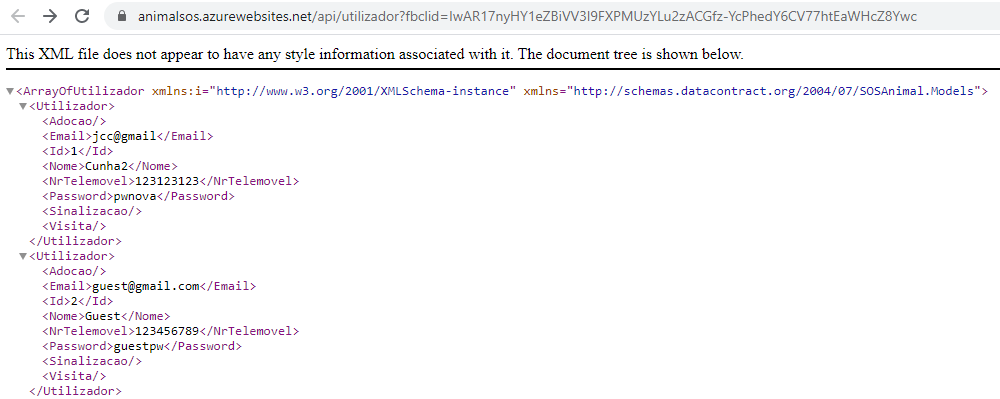 animalsos.azurewebsites.net/api/utilizador?fbclid=IwAR17nyHY1eZBiVV3I9FXPMUzYLu2zACGfz-YcPhedY6CV77htEaWHcZ8Ywc
This XML file does not appear to have any style information associated with it. The document tree is shown below.
▼<ArrayOfUtilizador xmlns:i="http://www.w3.org/2001/XMLSchema-instance" xmlns="http://schemas.datacontract.org/2004/07/SOSAnimal.Models">
▼<Utilizador>
<Adocao/>
<Email>jcc@gmail</Email>
<Id>1</Id>
<Nome>Cunha2</Nome>
<NrTelemovel>123123123</NrTelemovel>
<Password>pwnova</Password>
<Sinalizacao/>
<Visita/>
</Utilizador>
▼<Utilizador>
<Adocao/>
<Email>guest@gmail.com</Email>
<Id>2</Id>
<Nome>Guest</Nome>
<NrTelemovel>123456789</NrTelemovel>
<Password>guestpw</Password>
<Sinalizacao/>
<Visita/>
</Utilizador>